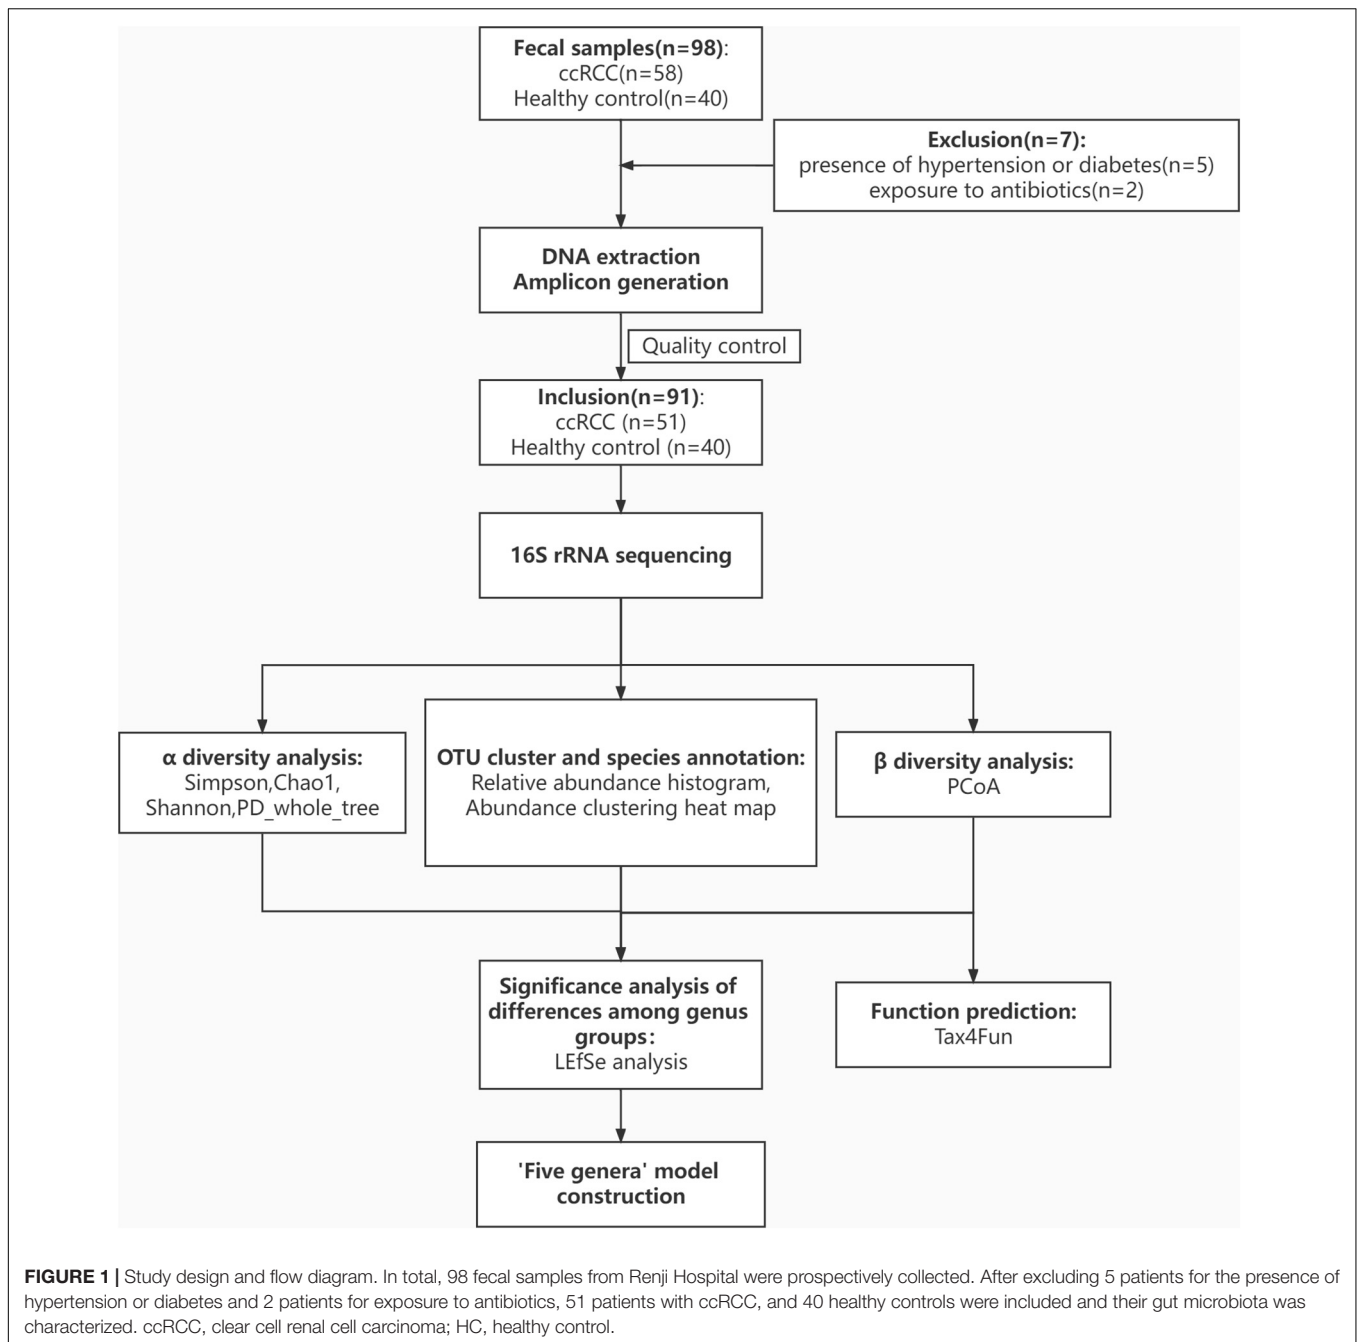 Fecal samples(n=98):
ccRCC(n=58)
Healthy control(n=40)
Exclusion(n=7):
presence of hypertension or diabetes(n=5)
exposure to antibiotics(n=2)
DNA extraction
Amplicon generation
Quality control
Inclusion(n=91):
ccRCC (n=51)
Healthy control (n=40)
16S rRNA sequencing
α diversity analysis:
Simpson,Chao1,
Shannon,PD_whole_tree
OTU cluster and species annotation:
Relative abundance histogram,
Abundance clustering heat map
β diversity analysis:
PCoA
Significance analysis of
differences among genus
groups:
LEfSe analysis
Function prediction:
Tax4Fun
'Five genera' model
construction
FIGURE 1 | Study design and flow diagram. In total, 98 fecal samples from Renji Hospital were prospectively collected. After excluding 5 patients for the presence of
hypertension or diabetes and 2 patients for exposure to antibiotics, 51 patients with ccRCC, and 40 healthy controls were included and their gut microbiota was
characterized. ccRCC, clear cell renal cell carcinoma; HC, healthy control.